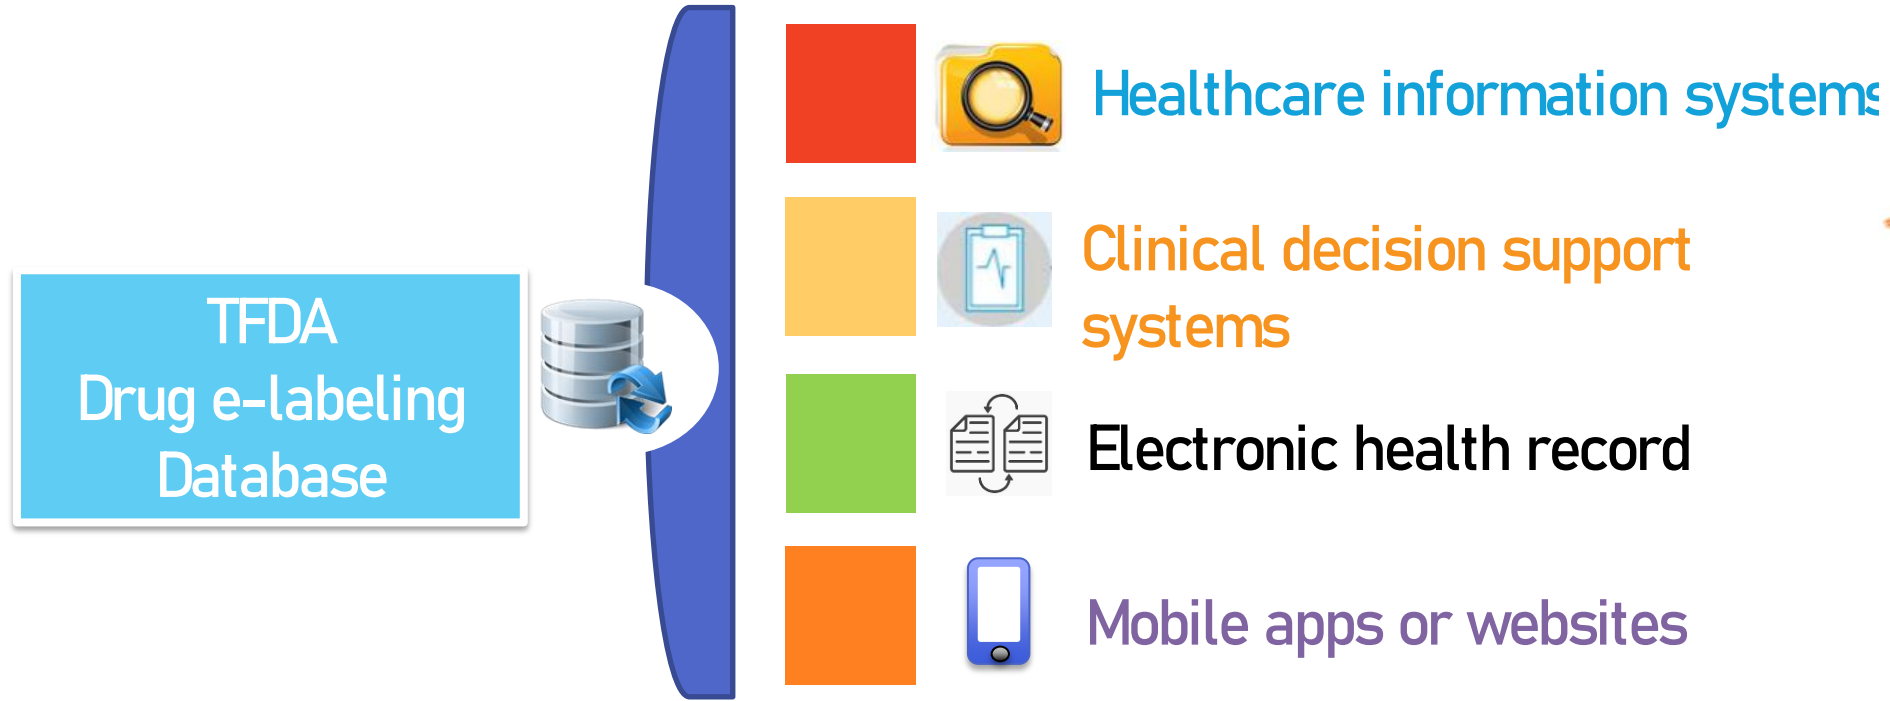 TFDA
Drug e-labeling
Database
Healthcare information systems
Clinical decision support
systems
Electronic health record
Mobile apps or websites